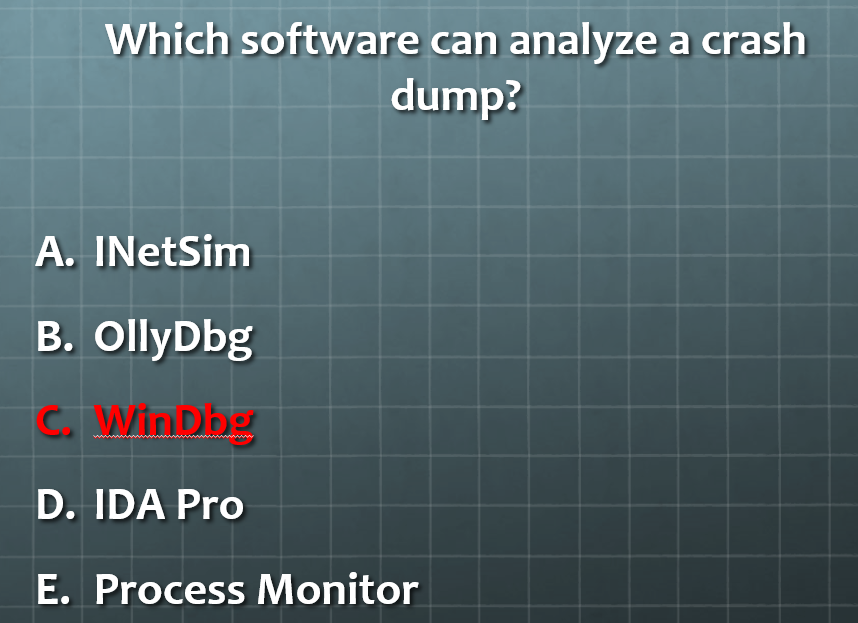 Which software can analyze a crash
dump?
A. INetSim
B. OllyDbg
C. WinDbg
D. IDA Pro
E. Process Monitor